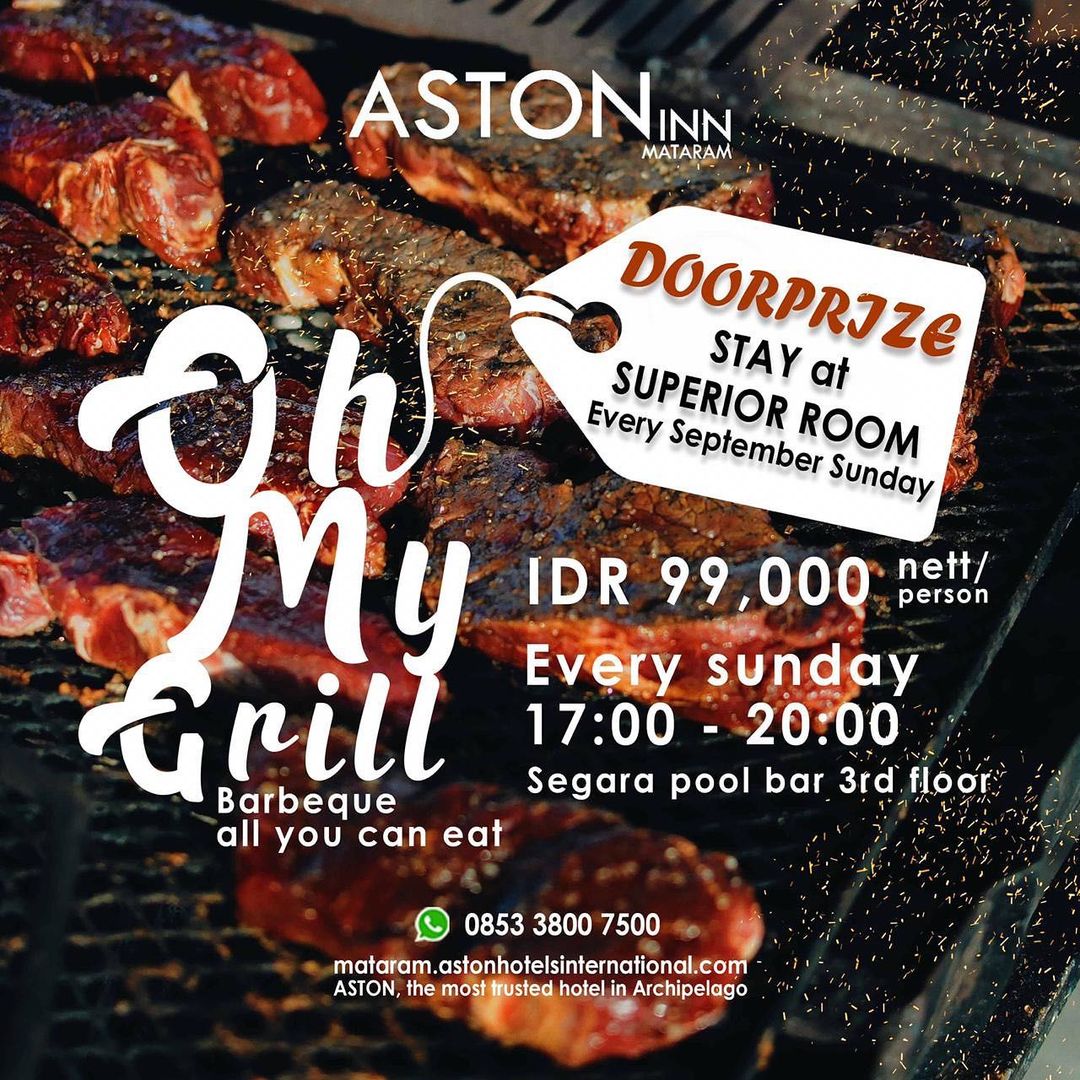 ASTON INN
MATARAM
DOORPRIZE
STAY at
SUPERIOR ROOM
Every September Sunday
Oh
My
Grill
Barbeque
all you can eat
IDR 99,000 nett/
person
Every sunday
17:00 - 20:00
Segara pool bar 3rd floor
0853 3800 7500
mataram.astonhotelsinternational.com
ASTON, the most trusted hotel in Archipelago